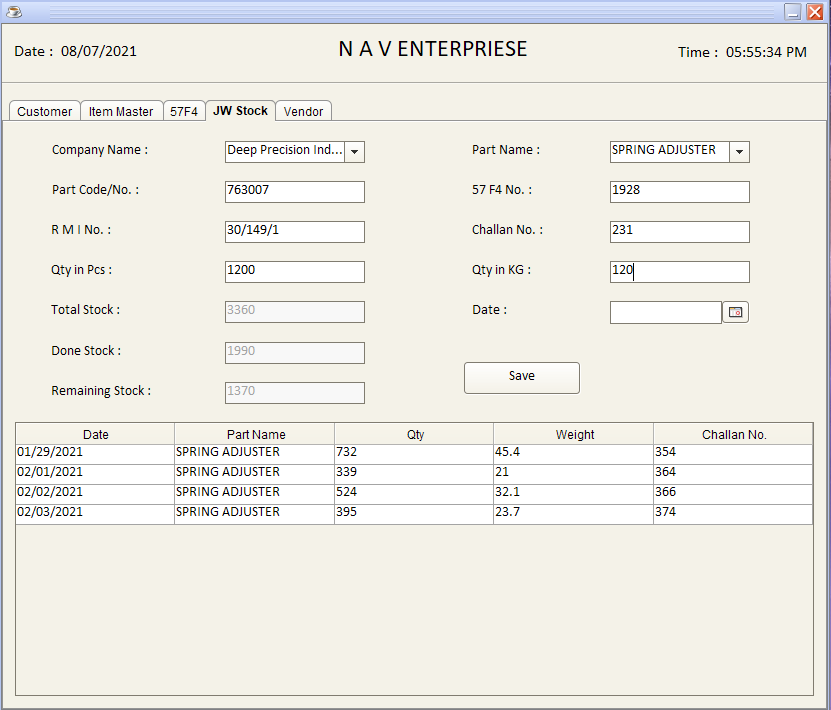 Date : 08/07/2021 N A V ENTERPRIESE Time : 05:55:34 PM
Customer Item Master 57F4 JW Stock Vendor
Company Name : Deep Precision Ind... Part Name : SPRING ADJUSTER
Part Code/No. : 763007 57 F4 No. : 1928
R M I No. : 30/149/1 Challan No. : 231
Qty in Pcs : 1200 Qty in KG : 120
Total Stock : 3360 Date :
Done Stock : 1990
Save
Remaining Stock : 1370
Date Part Name Qty Weight Challan No.
01/29/2021 SPRING ADJUSTER 732 45.4 354
02/01/2021 SPRING ADJUSTER 339 21 364
02/02/2021 SPRING ADJUSTER 524 32.1 366
02/03/2021 SPRING ADJUSTER 395 23.7 374